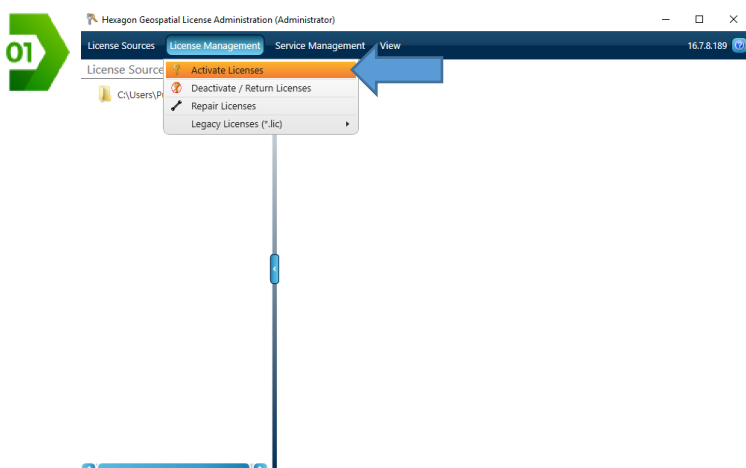 01
Hexagon Geospatial License Administration (Administrator)
License Sources License Management Service Management View 16.7.8.189
License Source
Activate Licenses
C:\Users\P
Deactivate / Return Licenses
Repair Licenses
Legacy Licenses (*.lic)